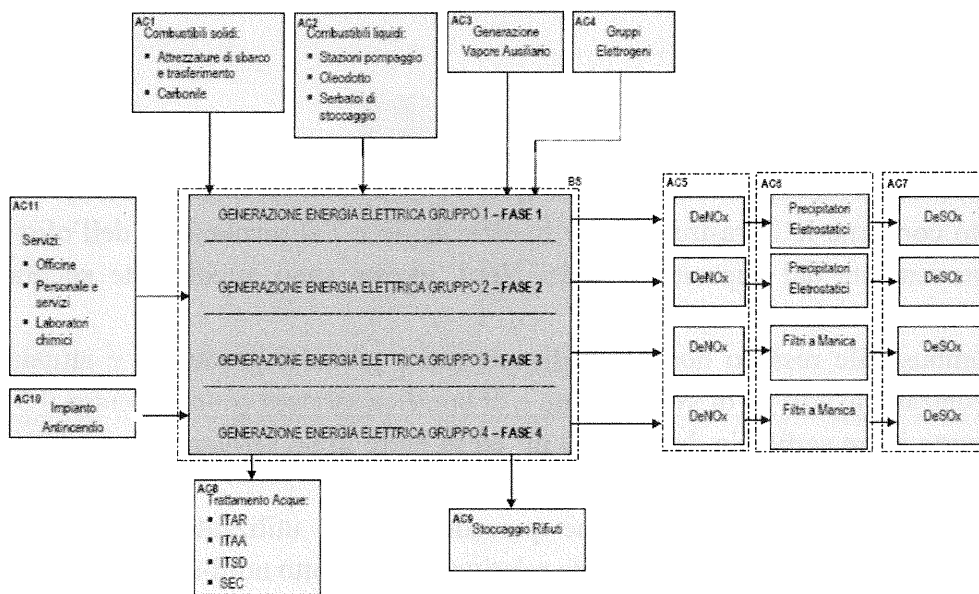 AC1
Combustibili solidi:
▪ Attrezzature di sbarco
e trasferimento
▪ Carbonile
AC2
Combustibili liquidi:
▪ Stazioni pompaggio
▪ Oleodotto
▪ Serbatoi di
stoccaggio
AC3
Generazione
Vapore Ausiliario
AC4
Gruppi
Elettrogeni
AC11
Servizi:
▪ Officine
▪ Personale e
servizi
▪ Laboratori
chimici
AC10
Impianto
Antincendio
BS
GENERAZIONE ENERGIA ELETTRICA GRUPPO 1 – FASE 1
GENERAZIONE ENERGIA ELETTRICA GRUPPO 2 – FASE 2
GENERAZIONE ENERGIA ELETTRICA GRUPPO 3 – FASE 3
GENERAZIONE ENERGIA ELETTRICA GRUPPO 4 – FASE 4
AC5
DeNOx
DeNOx
DeNOx
DeNOx
AC6
Precipitatori
Eletrostatici
Precipitatori
Eletrostatici
Filtri a Manica
Filtri a Manica
AC7
DeSOx
DeSOx
DeSOx
DeSOx
AC8
Trattamento Acque:
▪ ITAR
▪ ITAA
▪ ITSD
▪ SEC
AC9
Stoccaggio Rifiuti